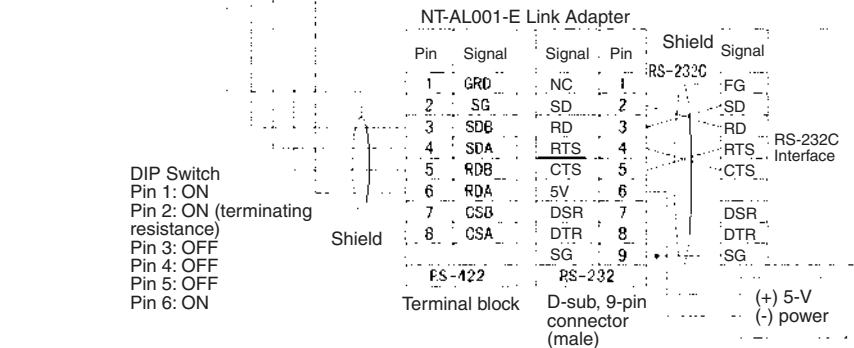 NT-AL001-E Link Adapter
Pin Signal Signal Pin Shield Signal
RS-232C
1 GRD NC 1 FG
2 SG SD 2 SD
3 SDB RD 3 RD
4 SDA RTS 4 RTS
5 RDB CTS 5 CTS
6 RDA 5V 6
7 CSB DSR 7 DSR
8 CSA DTR 8 DTR
SG 9 SG
RS-422 RS-232
Terminal block
D-sub, 9-pin
connector
(male)
RS-232C
Interface
(+) 5-V
(-) power
Shield
DIP Switch
Pin 1: ON
Pin 2: ON (terminating
resistance)
Pin 3: OFF
Pin 4: OFF
Pin 5: OFF
Pin 6: ON